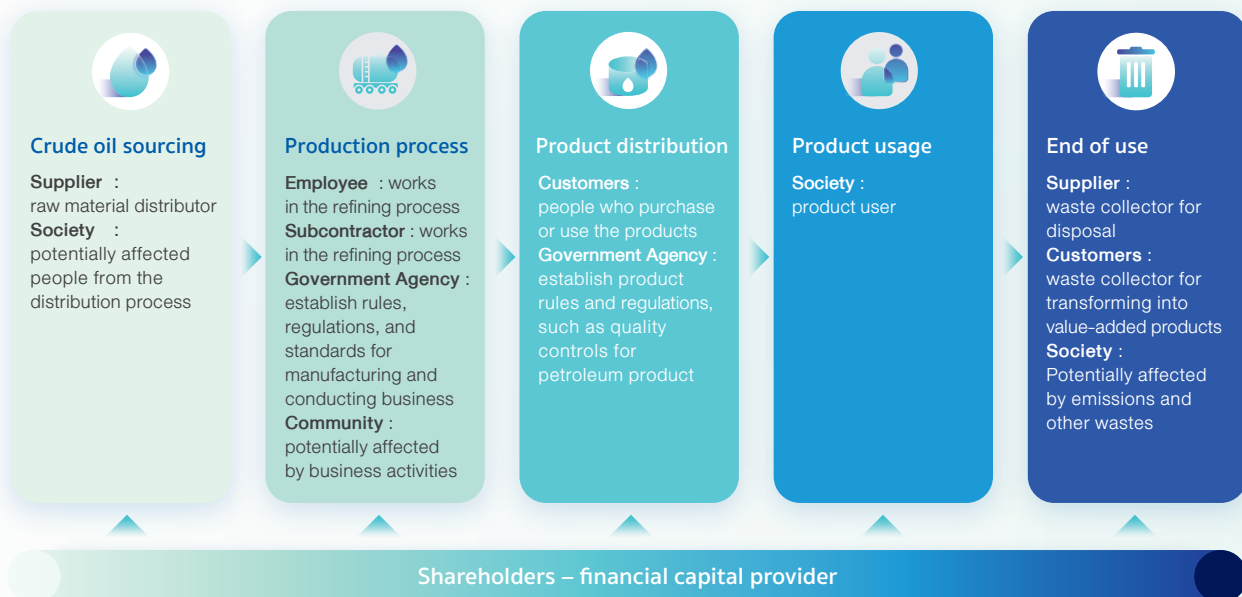 Crude oil sourcing
Supplier :
raw material distributor
Society :
potentially affected
people from the
distribution process
Production process
Employee : works
in the refining process
Subcontractor : works
in the refining process
Government Agency :
establish rules,
regulations, and
standards for
manufacturing and
conducting business
Community :
potentially affected
by business activities
Product distribution
Customers :
people who purchase
or use the products
Government Agency :
establish product
rules and regulations,
such as quality
controls for
petroleum product
Product usage
Society :
product user
End of use
Supplier :
waste collector for
disposal
Customers :
waste collector for
transforming into
value-added products
Society :
Potentially affected
by emissions and
other wastes
Shareholders – financial capital provider